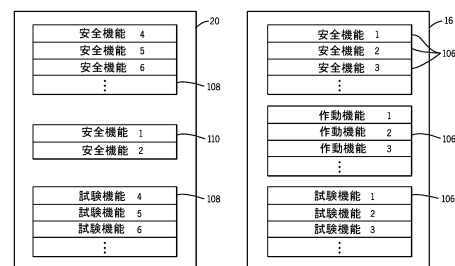 20
安全機能 4
安全機能 5
安全機能 6
⋮
108
安全機能 1
安全機能 2
110
試験機能 4
試験機能 5
試験機能 6
⋮
108
16
安全機能 1
安全機能 2
安全機能 3
⋮
106
作動機能 1
作動機能 2
作動機能 3
⋮
106
試験機能 1
試験機能 2
試験機能 3
⋮
106